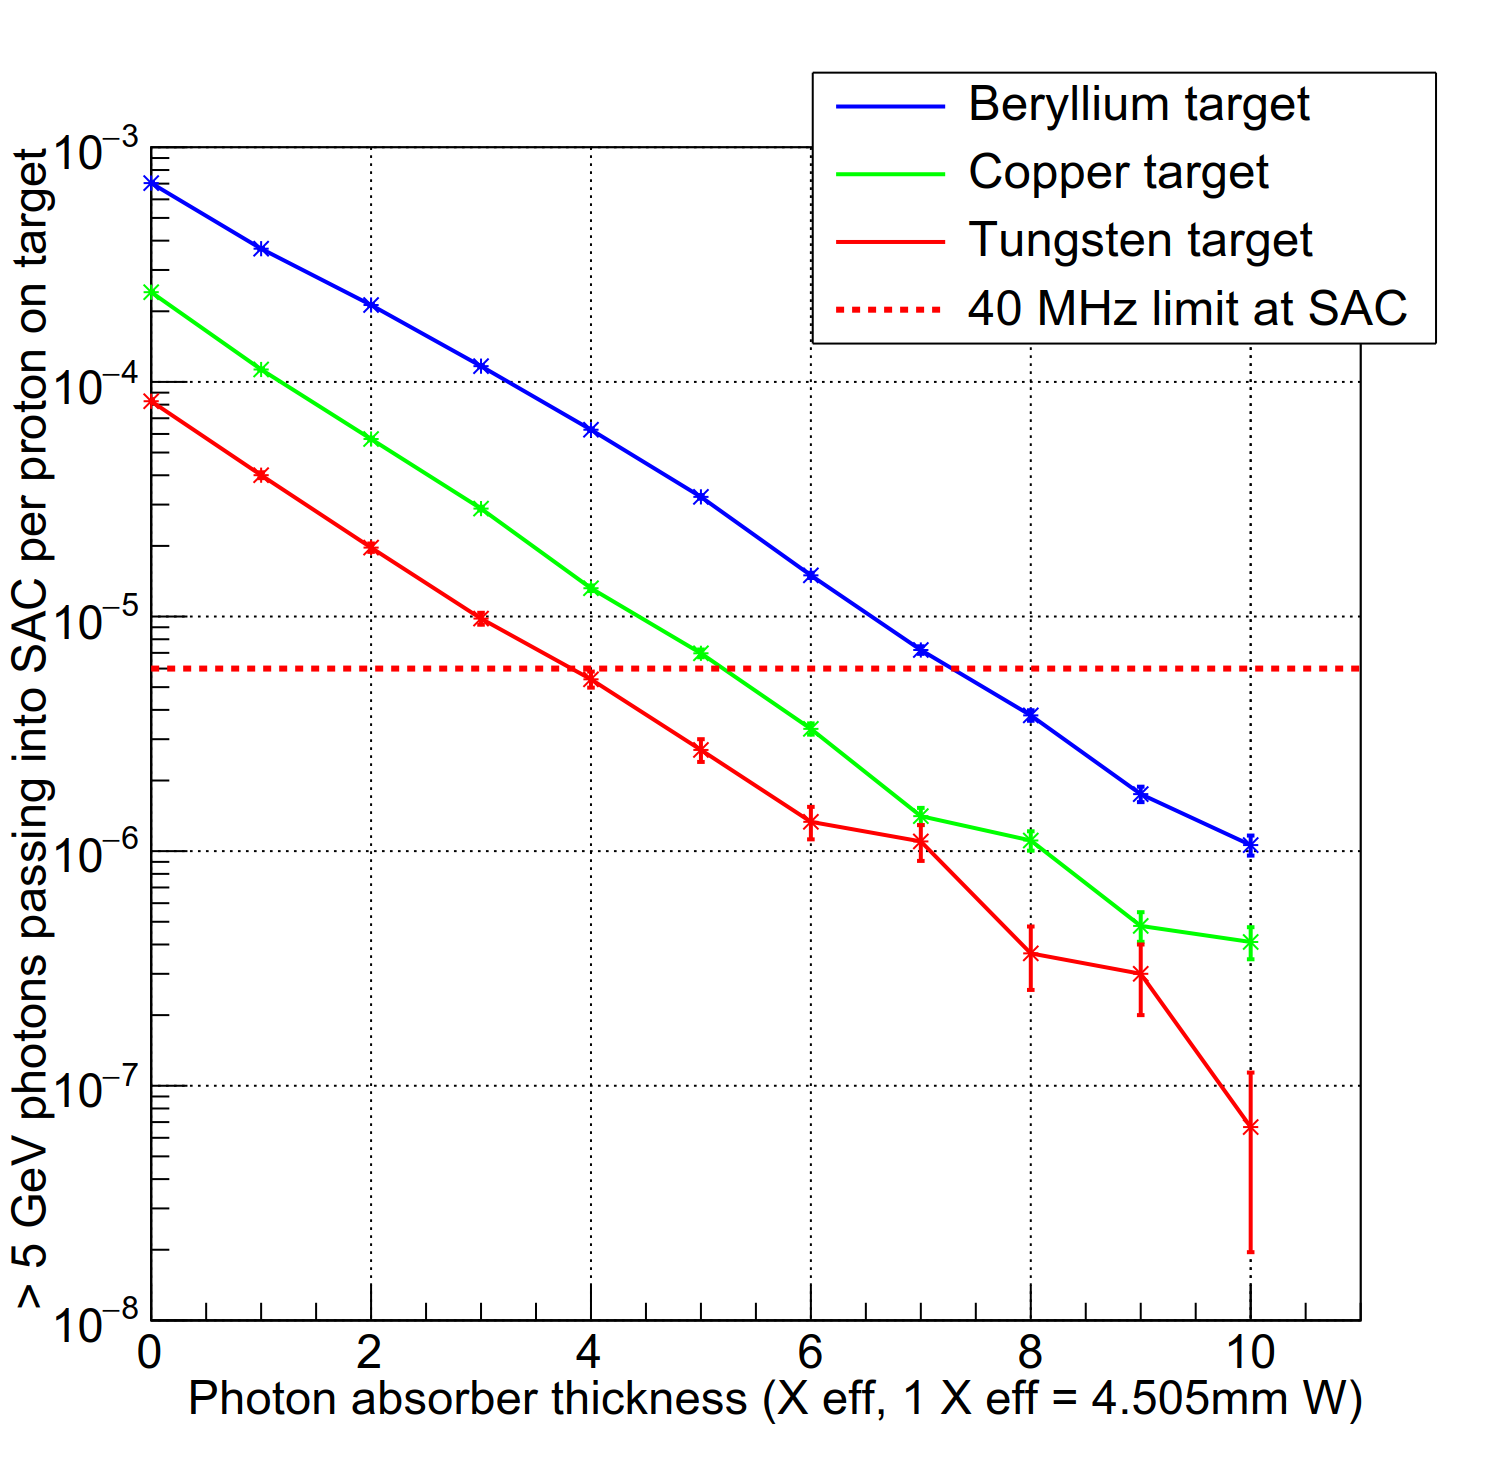 Beryllium target
Copper target
Tungsten target
40 MHz limit at SAC
> 5 GeV photons passing into SAC per proton on target
10−3
10−4
10−5
10−6
10−7
10−8
0 2 4 6 8 10
Photon absorber thickness (X eff, 1 X eff = 4.505mm W)